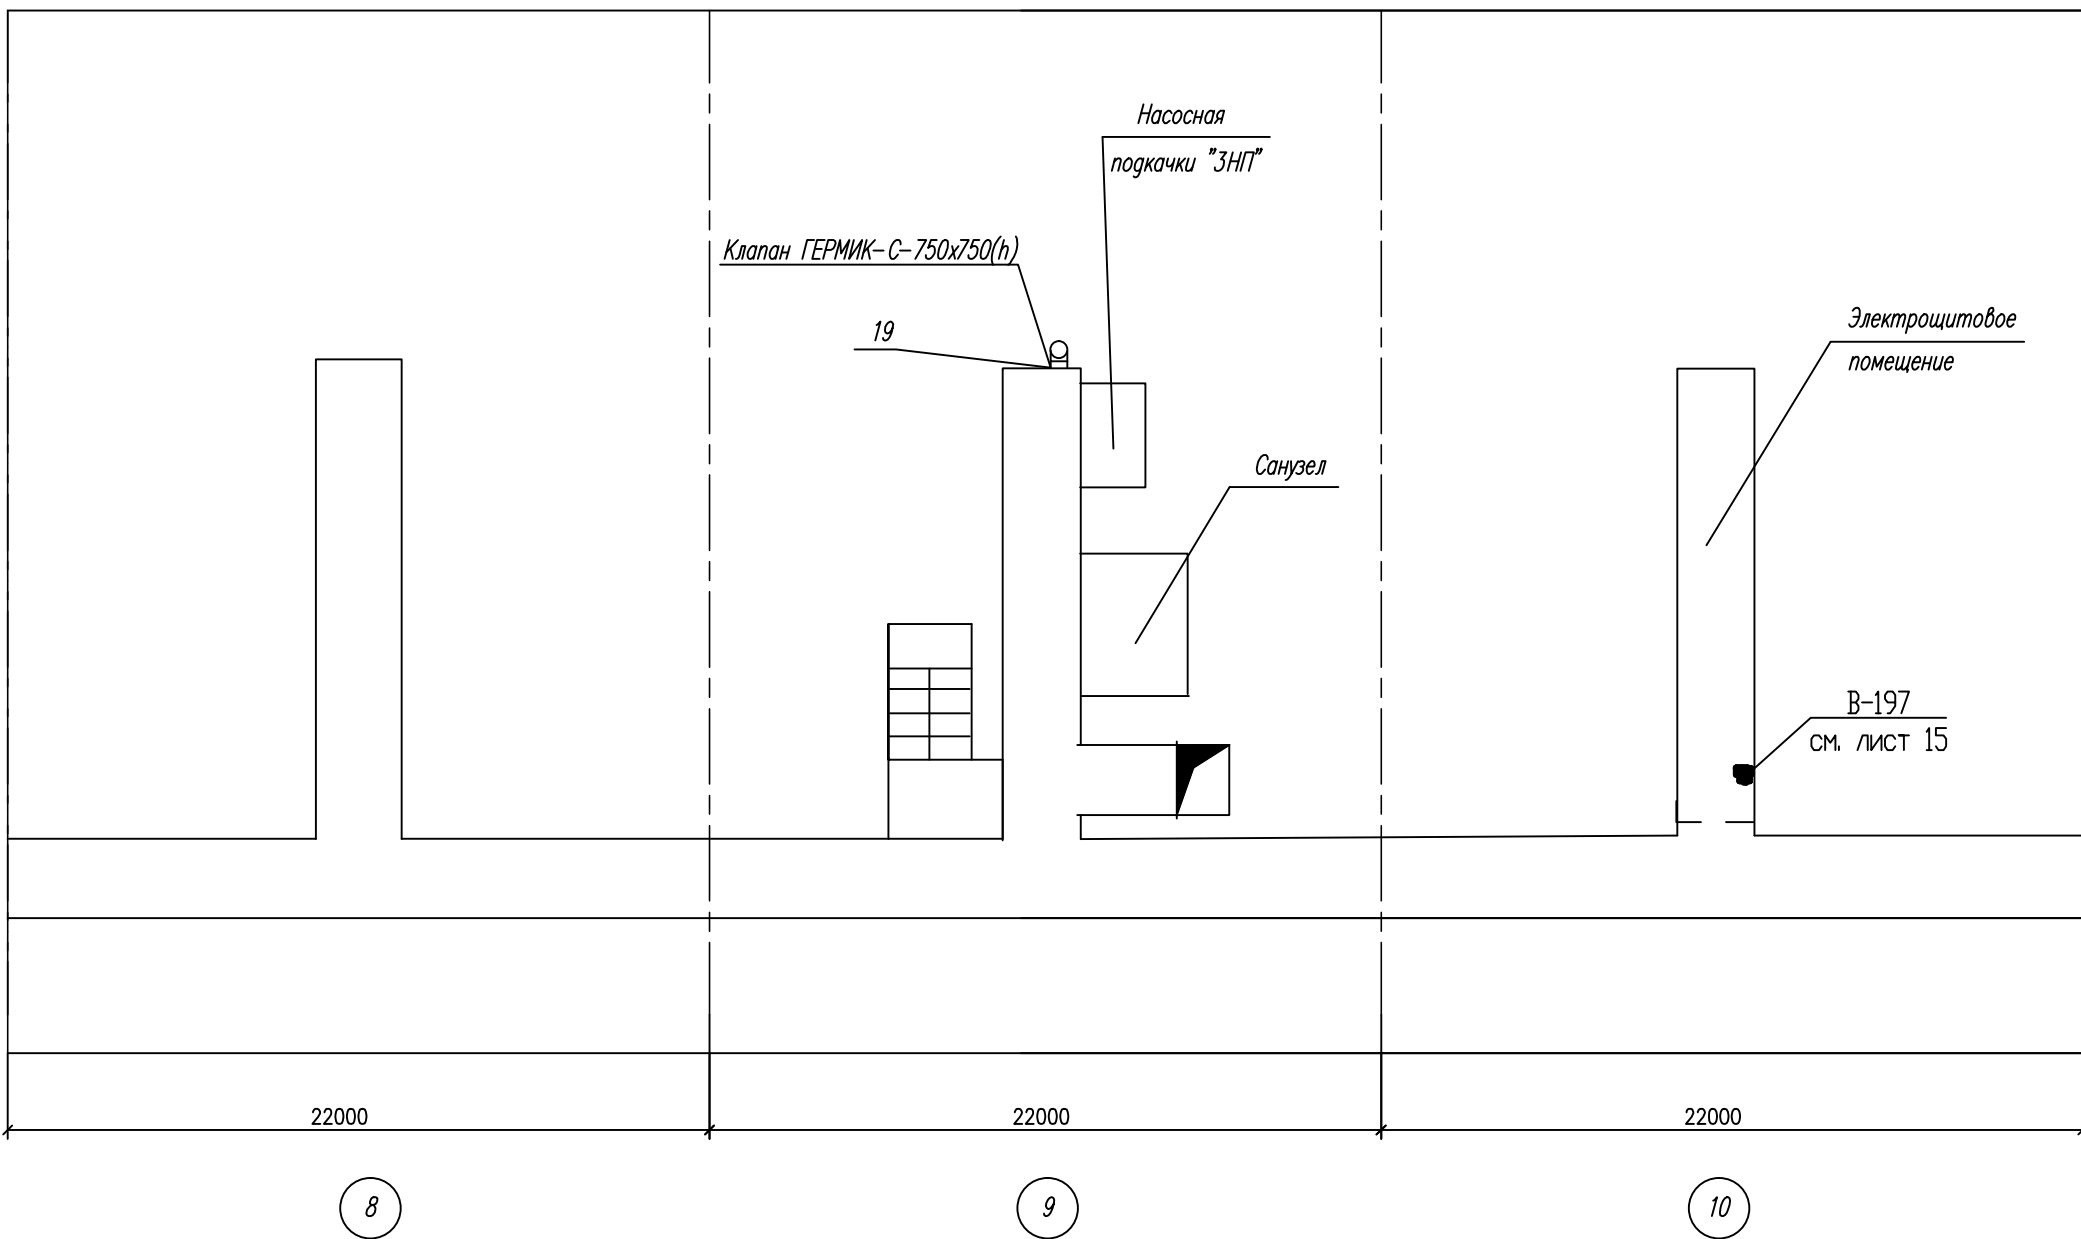 Насосная
подкачки "ЗНП"
Клапан ГЕРМИК-С-750х750(h)
19
Электрощитовое
помещение
Санузел
В-197
см. лист 15
22000
22000
22000
8
9
10